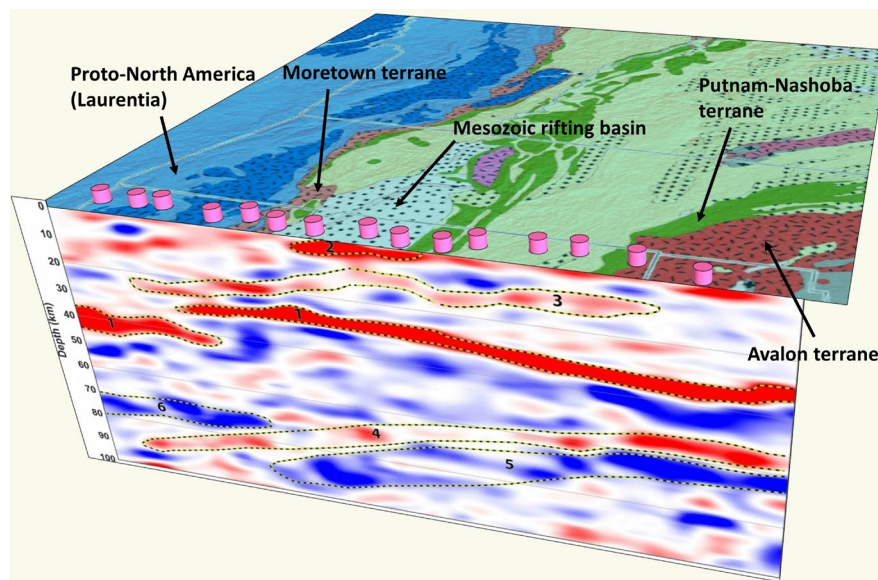 Proto-North America
(Laurentia)
Moretown terrane
Mesozoic rifting basin
Putnam-Nashoba
terrane
Avalon terrane
Depth (km)
0
10
20
30
40
50
60
70
80
90
100
2
3
1
1
6
4
5